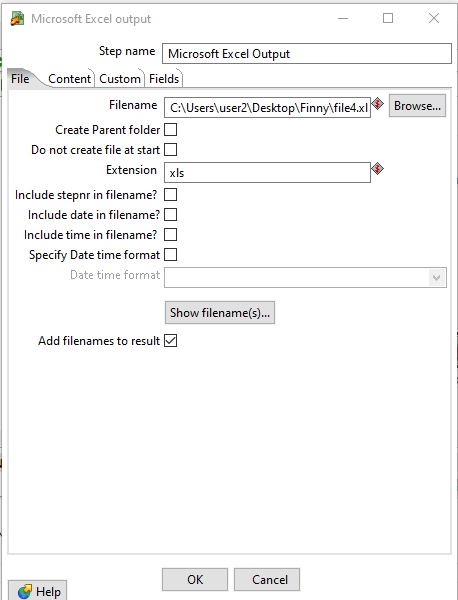 Microsoft Excel output
Step name Microsoft Excel Output
File Content Custom Fields
Filename C:\Users\user2\Desktop\Finny\file4.xl Browse...
Create Parent folder
Do not create file at start
Extension xls
Include stepnr in filename?
Include date in filename?
Include time in filename?
Specify Date time format
Date time format
Show filename(s)...
Add filenames to result
OK Cancel
Help